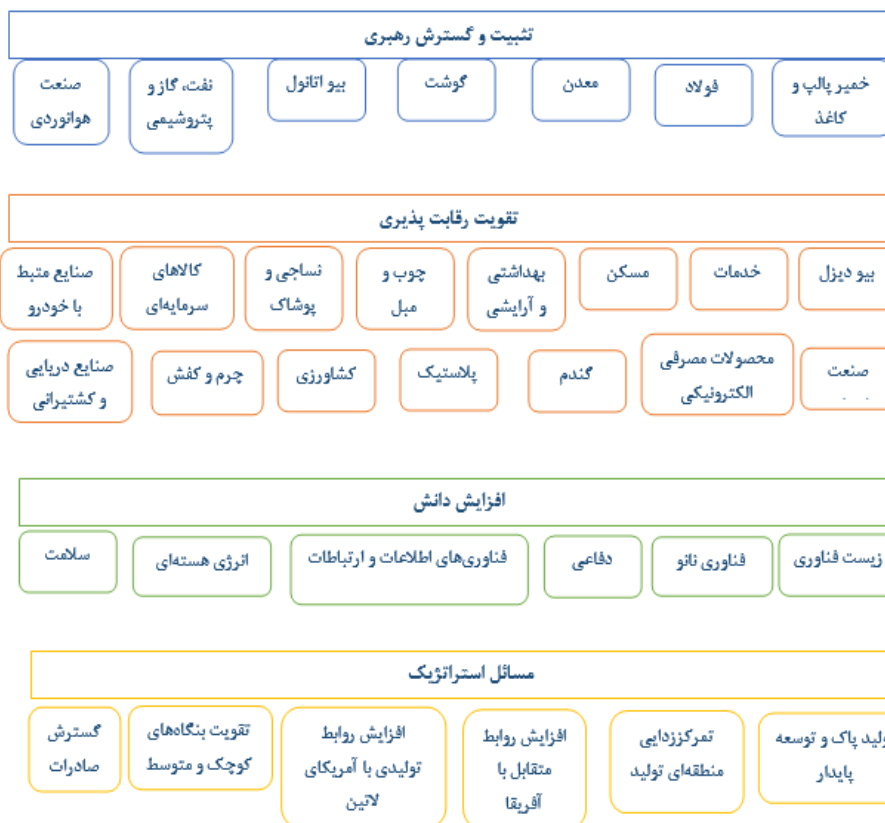 تثبیت و گسترش رهبری
خمیر پالپ و
کاغذ
فولاد
معدن
گوشت
بیو اتانول
نفت، گاز و
پتروشیمی
صنعت
هوانوردی
تقویت رقابت پذیری
بیو دیزل
خدمات
مسکن
بهداشتی
و آرایشی
چوب و
مبل
نساجی و
پوشاک
کالاهای
سرمایه‌ای
صنایع متبط
با خودرو
صنعت
محصولات مصرفی
الکترونیکی
گندم
پلاستیک
کشاورزی
چرم و کفش
صنایع دریایی
و کشتیرانی
افزایش دانش
زیست فناوری
فناوری نانو
دفاعی
فناوری‌های اطلاعات و ارتباطات
انرژی هسته‌ای
سلامت
مسائل استراتژیک
پاک و توسعه
پایدار
تمرکززدایی
منطقه‌ای تولید
افزایش روابط
متقابل با
آفریقا
افزایش روابط
تولیدی با آمریکای
لاتین
تقویت بنگاه‌های
کوچک و متوسط
گسترش
صادرات